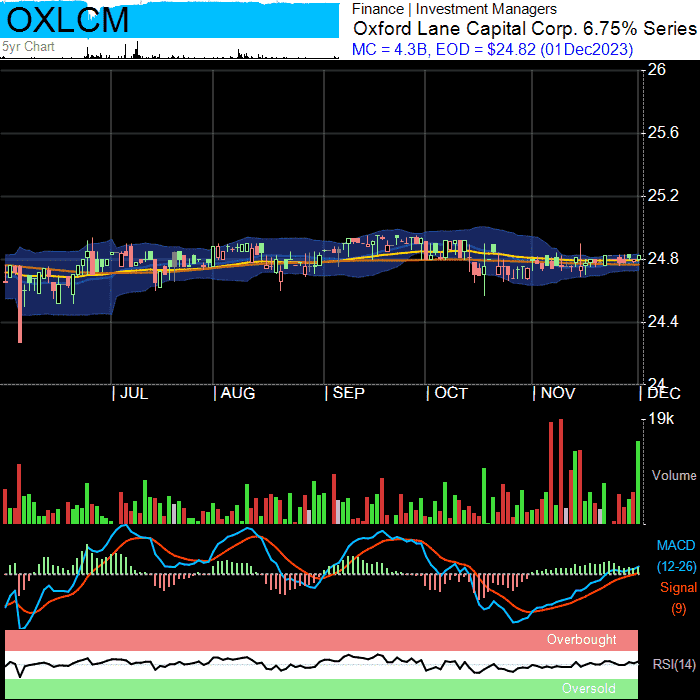 OXLCM
5yr Chart
Finance | Investment Managers
Oxford Lane Capital Corp. 6.75% Series
MC = 4.3B, EOD = $24.82 (01Dec2023)
26
25.6
25.2
24.8
24.4
24
| JUL | AUG | SEP | OCT | NOV | DEC
19k
Volume
MACD
(12-26)
Signal
(9)
Overbought
RSI(14)
Oversold